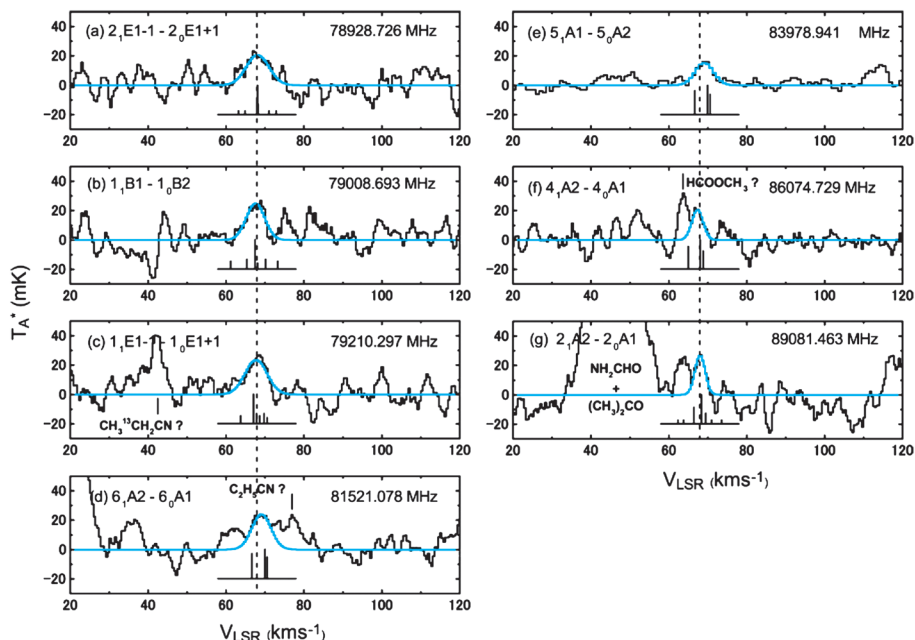 (a) 2₁E1-1 - 2₀E1+1 78928.726 MHz
40
20
0
−20
20 40 60 80 100 120
(b) 1₁B1 - 1₀B2 79008.693 MHz
40
20
0
−20
20 40 60 80 100 120
(c) 1₁E1-1 - 1₀E1+1 79210.297 MHz
40
20
0
−20
CH₃¹³CH₂CN ?
20 40 60 80 100 120
(d) 6₁A2 - 6₀A1 81521.078 MHz
C₂H₅CN ?
40
20
0
−20
20 40 60 80 100 120
T_A* (mK)
V_LSR (kms-1)
(e) 5₁A1 - 5₀A2 83978.941 MHz
40
20
0
−20
20 40 60 80 100 120
(f) 4₁A2 - 4₀A1 86074.729 MHz
HCOOCH₃ ?
40
20
0
−20
20 40 60 80 100 120
(g) 2₁A2 - 2₀A1 89081.463 MHz
NH₂CHO
+
(CH₃)₂CO
40
20
0
−20
20 40 60 80 100 120
V_LSR (kms-1)